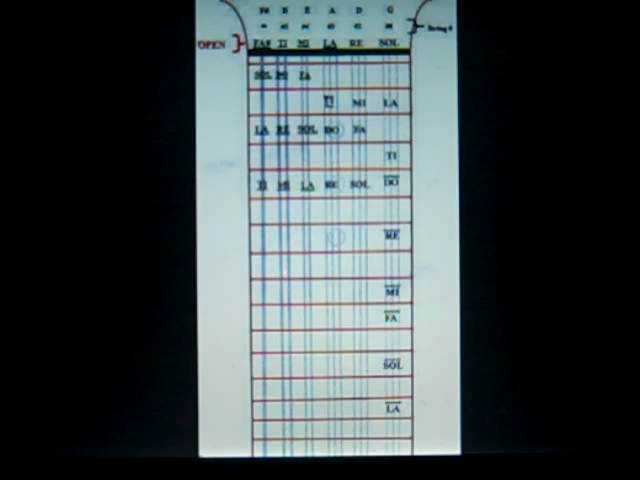 F# B E A D G
OPEN } FA# TI MI LA RE SOL
SOL MI FA
TI MI LA
LA RE SOL DO FA
TI
TI MI LA RE SOL DO
RE
MI
FA
SOL
LA